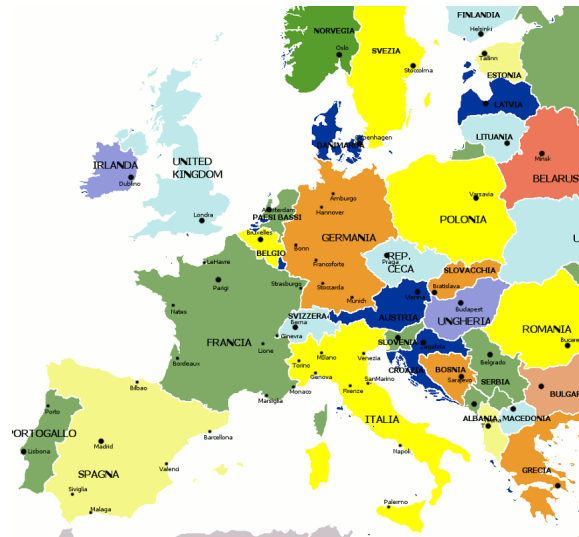 FINLANDIA
Helsinki
NORVEGIA
Oslo
SVEZIA
Stoccolma
Tallinn
ESTONIA
LATVIA
LITUANIA
Minsk
BELARUS
IRLANDA
Dublino
UNITED
KINGDOM
Londra
DANIMARCA
Copenhagen
Amburgo
Hannover
Amsterdam
PAESI BASSI
Bruxelles
BELGIO
GERMANIA
Bonn
Francoforte
Stoccarda
Munich
Varsavia
POLONIA
REP.
CECA
Praga
SLOVACCHIA
Bratislava
U
LeHavre
Parigi
Strasburgo
Nates
FRANCIA
Lione
Bordeaux
Marsiglia
SVIZZERA
Berna
Ginevra
Vienna
AUSTRIA
Budapest
UNGHERIA
ROMANIA
Bucare
SLOVENIA
Zagabria
CROAZIA
BOSNIA
Sarajevo
Belgrado
SERBIA
BULGAR
Torino
Milano
Venezia
Genova
Monaco
SanMarino
Firenze
ITALIA
Napoli
Palermo
ALBANIA
T
MACEDONIA
GRECIA
Bilbao
Porto
PORTOGALLO
Lisbona
Madrid
Barcellona
SPAGNA
Valenci
Siviglia
Malaga